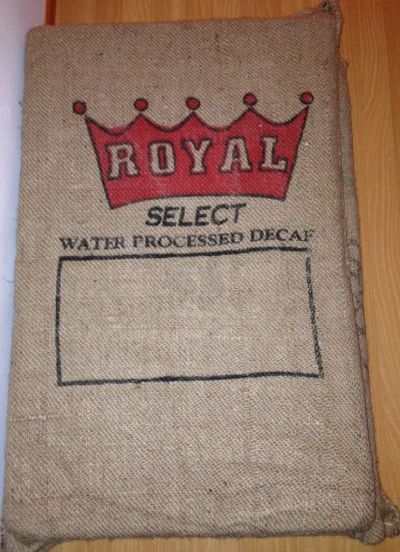 ROYAL
SELECT
WATER PROCESSED DECAF